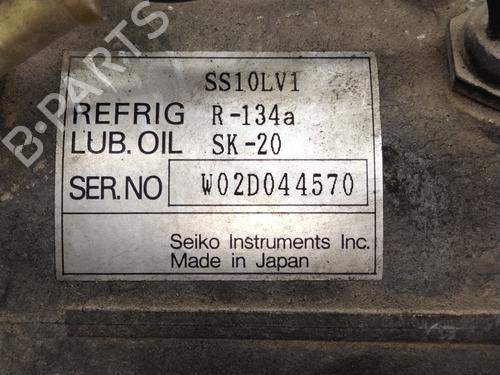 SS10LV1
REFRIG R-134a
LUB. OIL SK-20
SER. NO W02D044570
Seiko Instruments Inc.
Made in Japan
B-PARTS